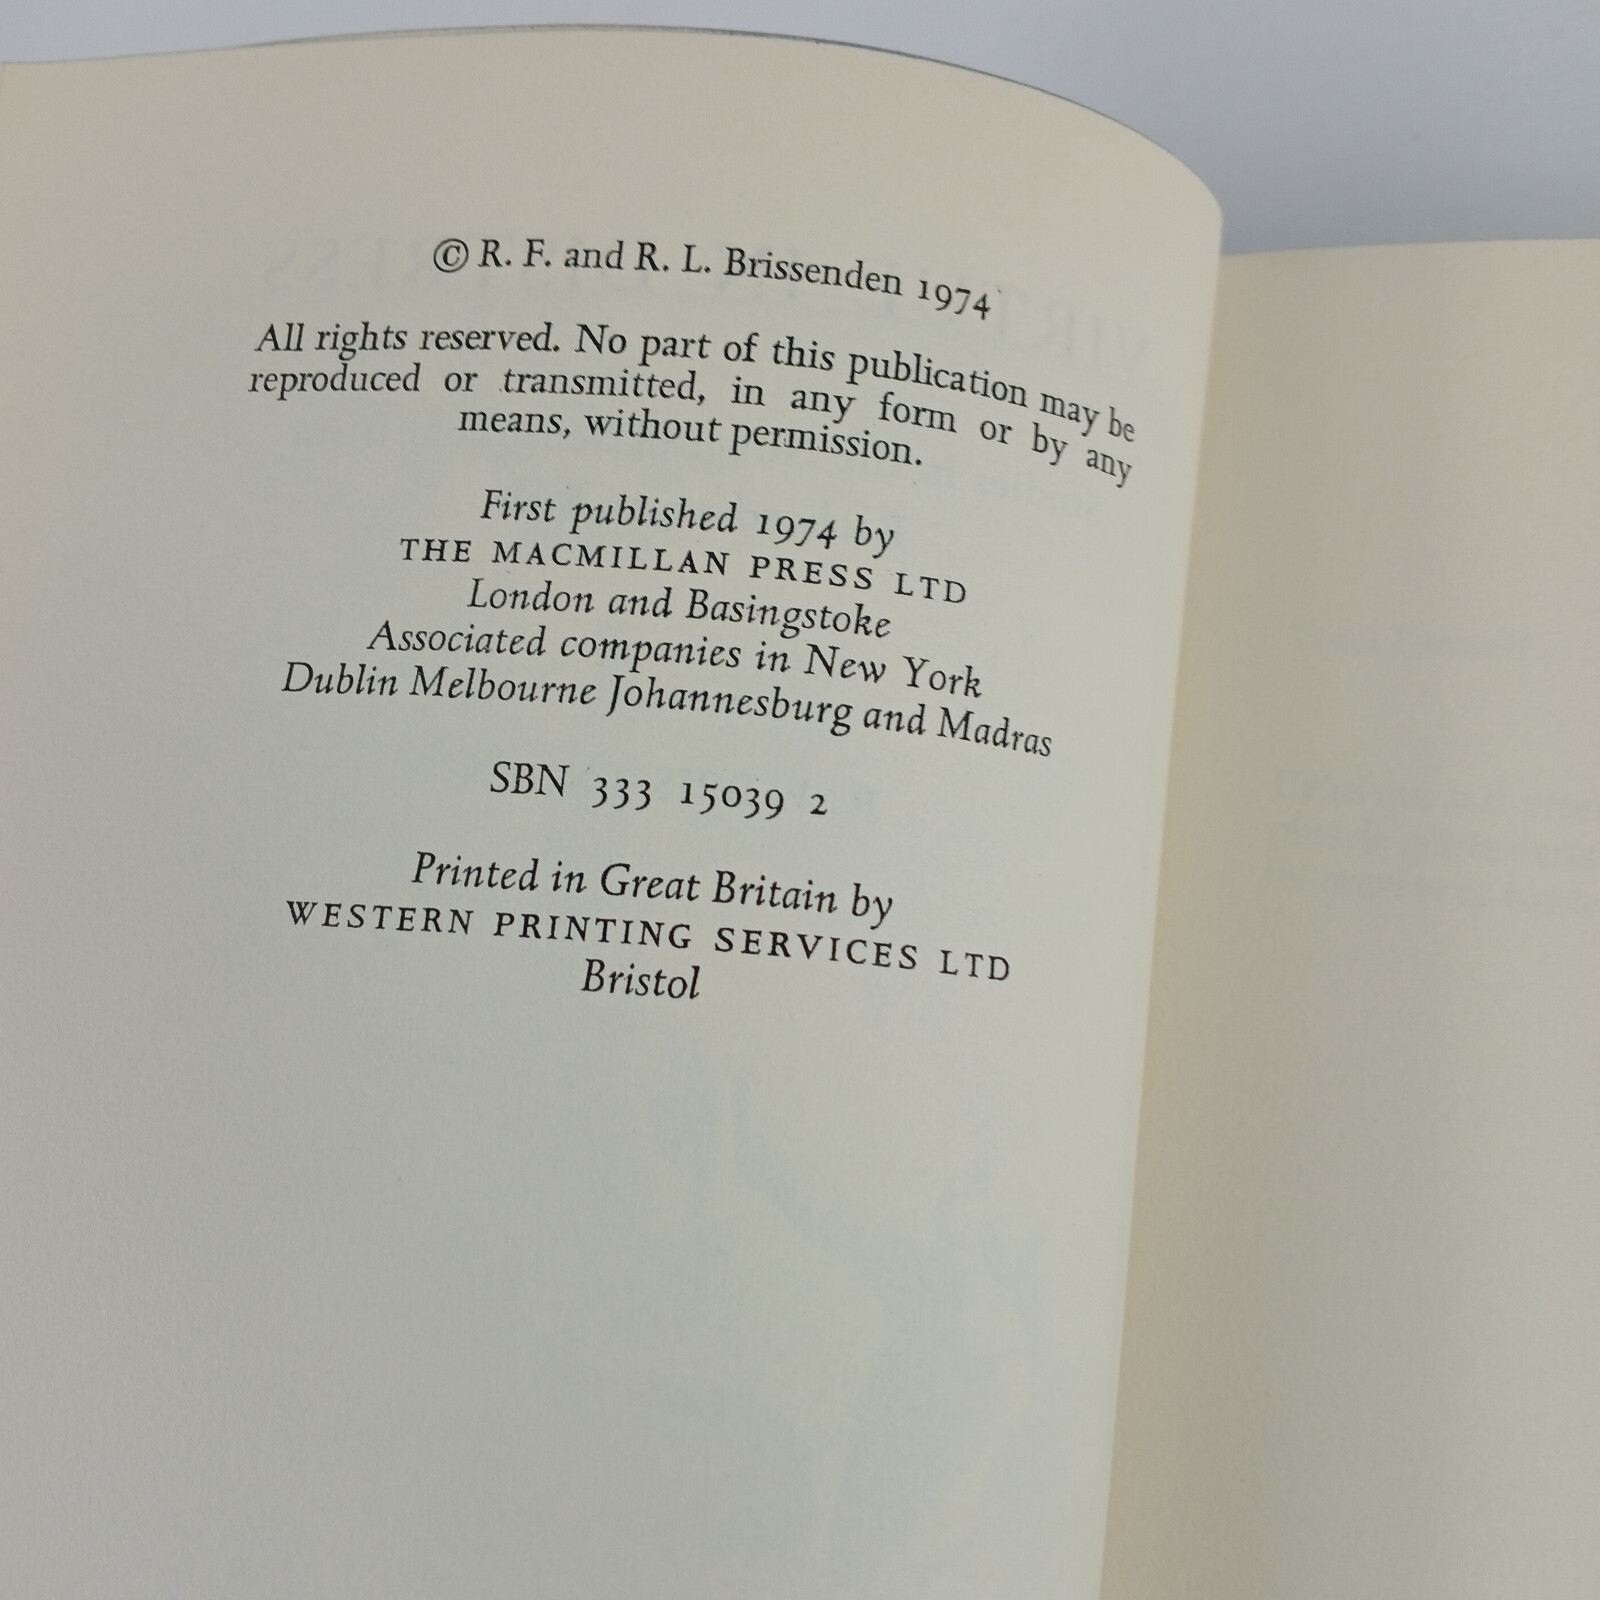 © R. F. and R. L. Brissenden 1974
All rights reserved. No part of this publication may be
reproduced or transmitted, in any form or by any
means, without permission.
First published 1974 by
THE MACMILLAN PRESS LTD
London and Basingstoke
Associated companies in New York
Dublin Melbourne Johannesburg and Madras
SBN 333 15039 2
Printed in Great Britain by
WESTERN PRINTING SERVICES LTD
Bristol